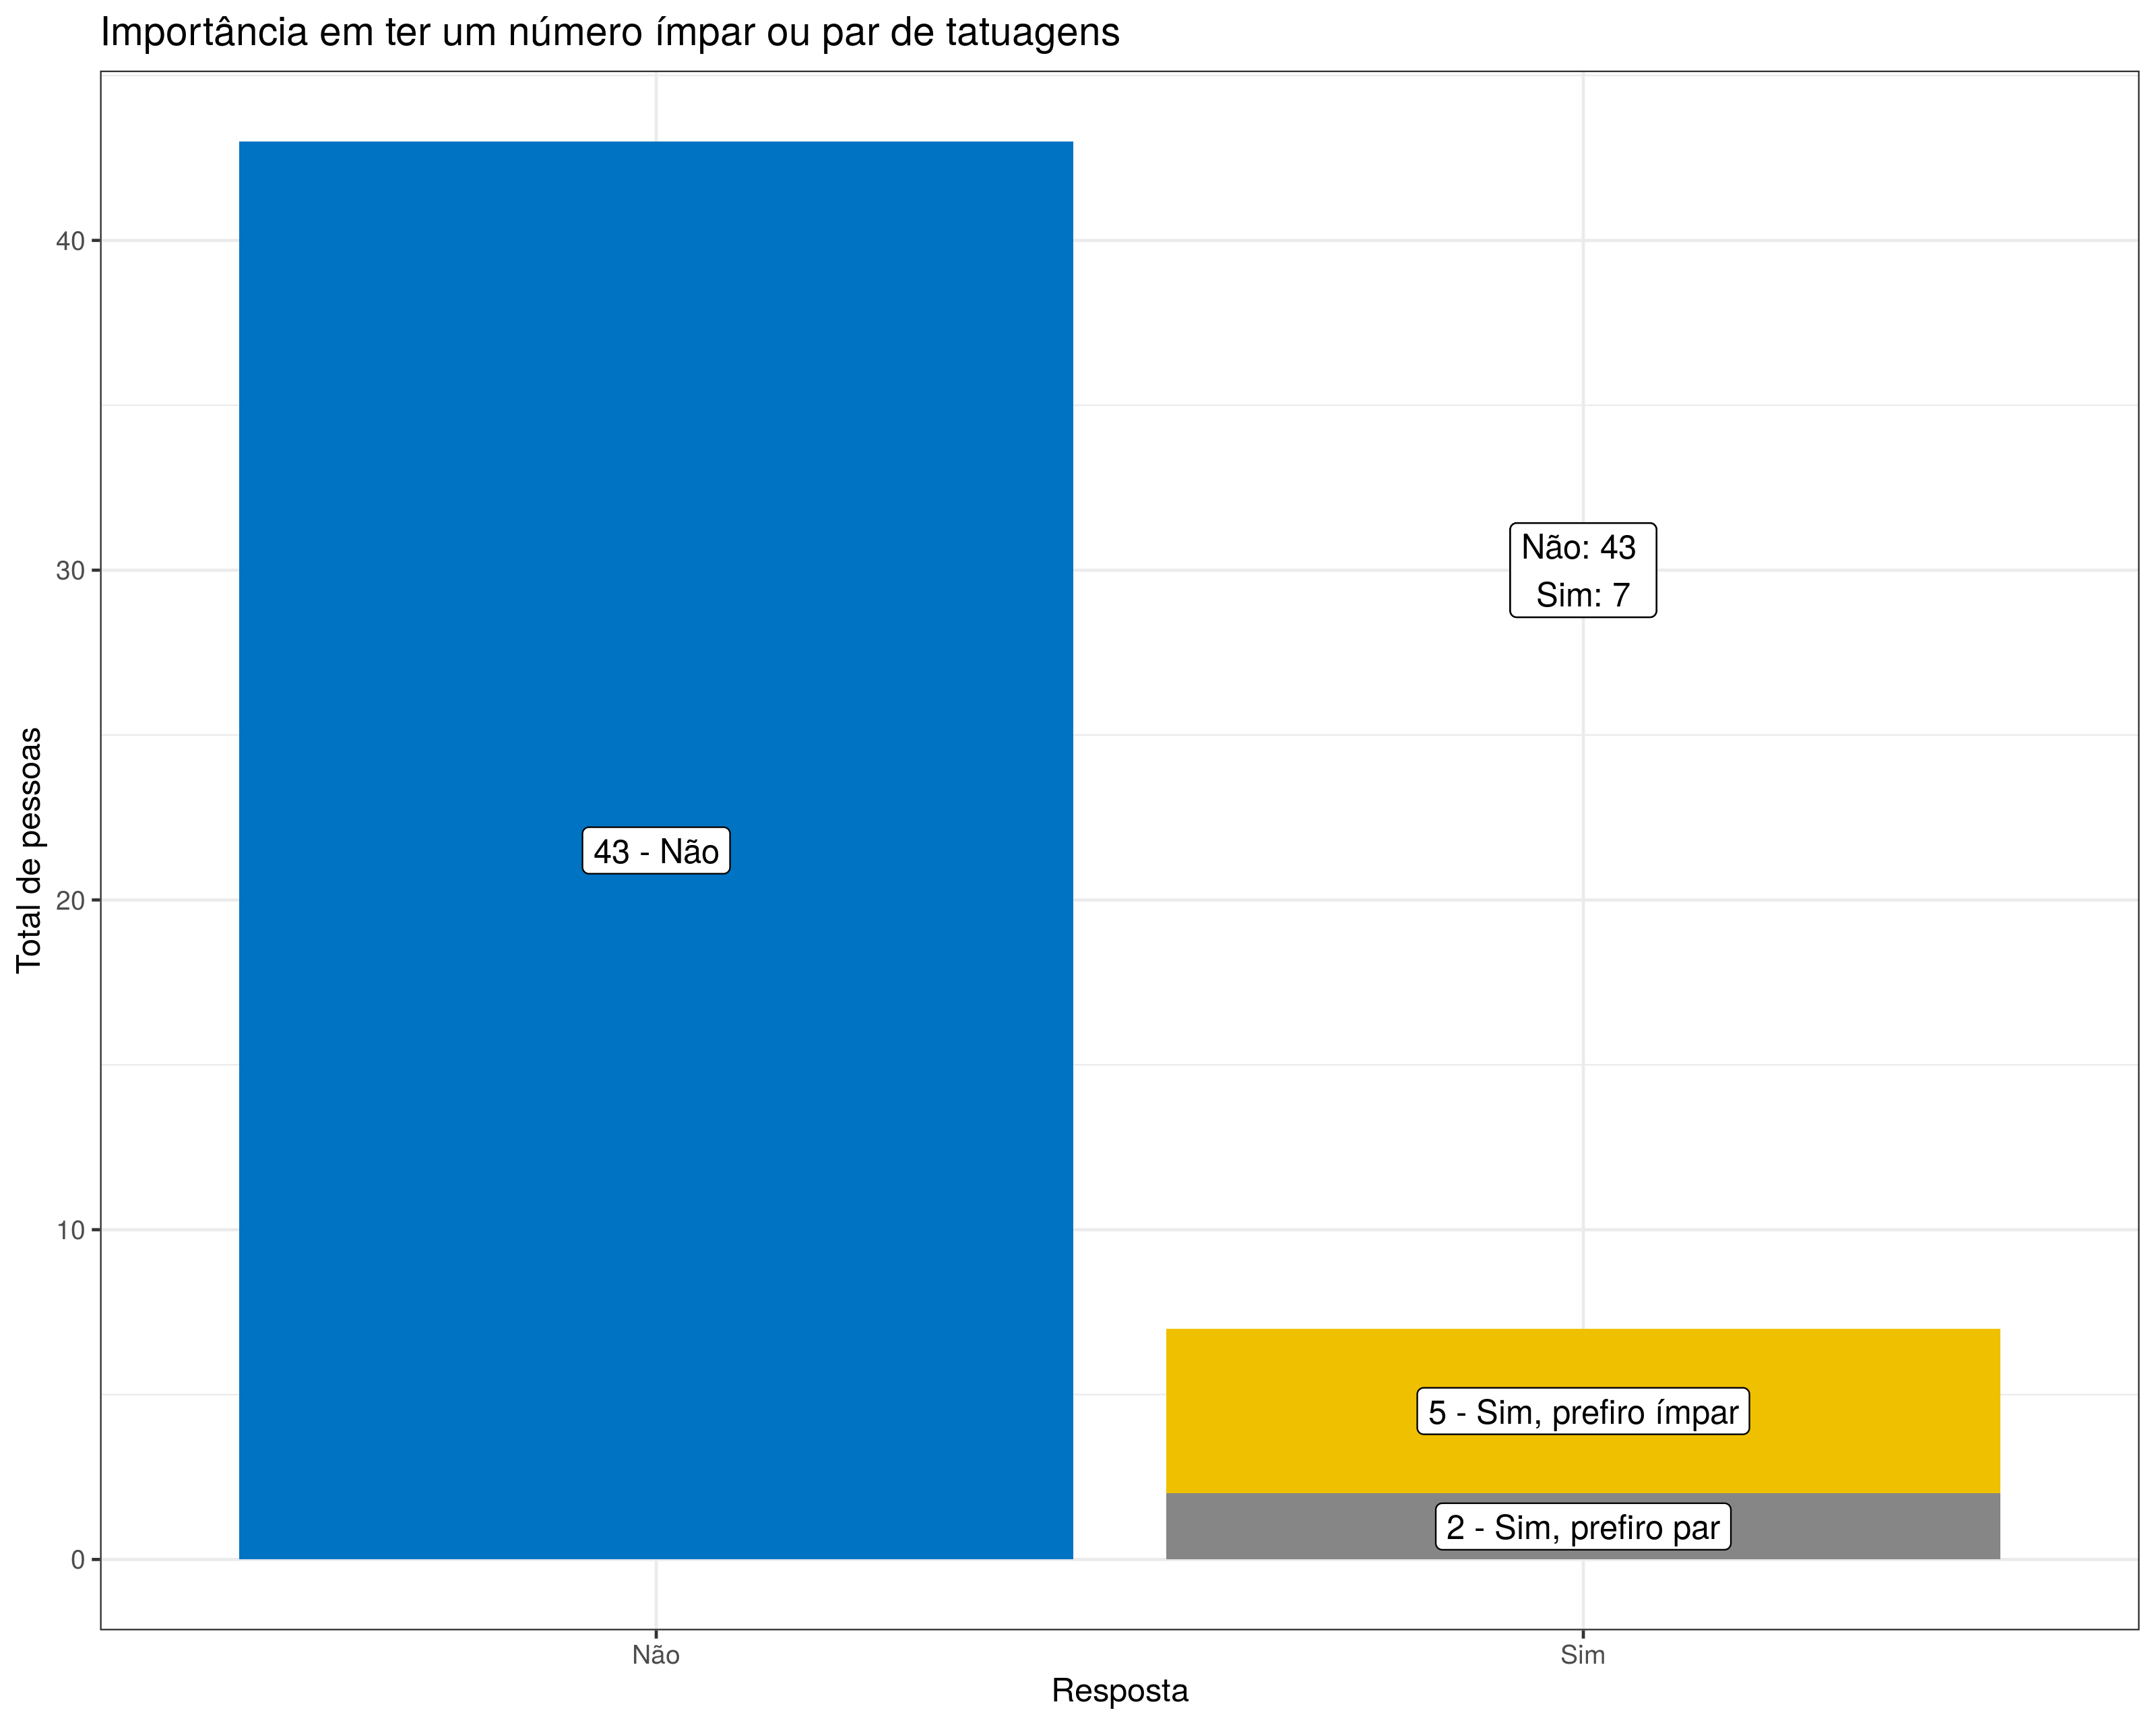 Importância em ter um número ímpar ou par de tatuagens
Total de pessoas
40
30
20
10
0
Não: 43
Sim: 7
43 - Não
5 - Sim, prefiro ímpar
2 - Sim, prefiro par
Não
Sim
Resposta